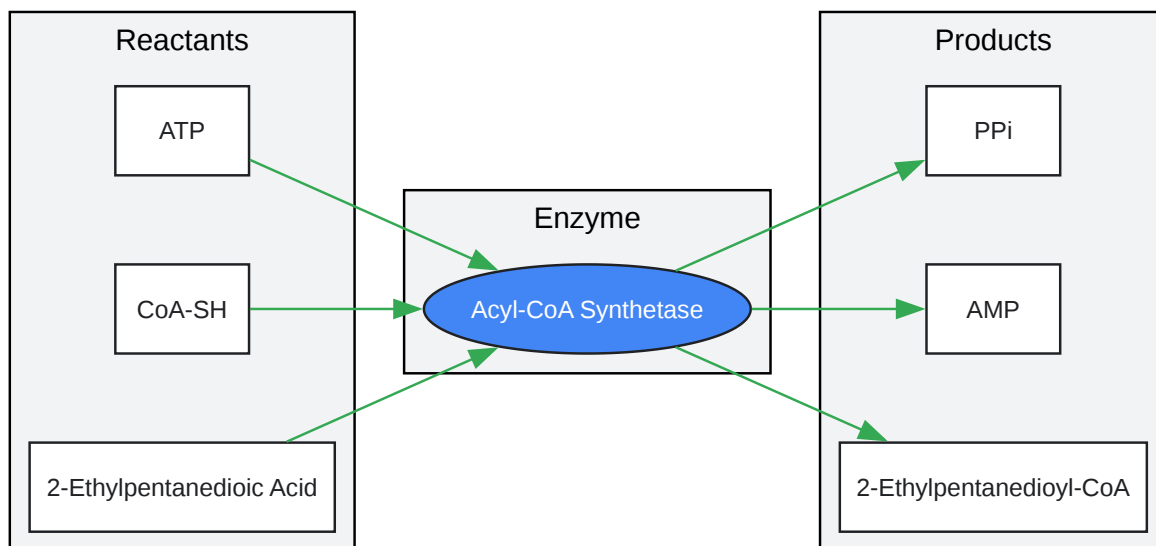 Reactants
ATP
CoA-SH
2-Ethylpentanedioic Acid
Enzyme
Acyl-CoA Synthetase
Products
PPi
AMP
2-Ethylpentanedioyl-CoA